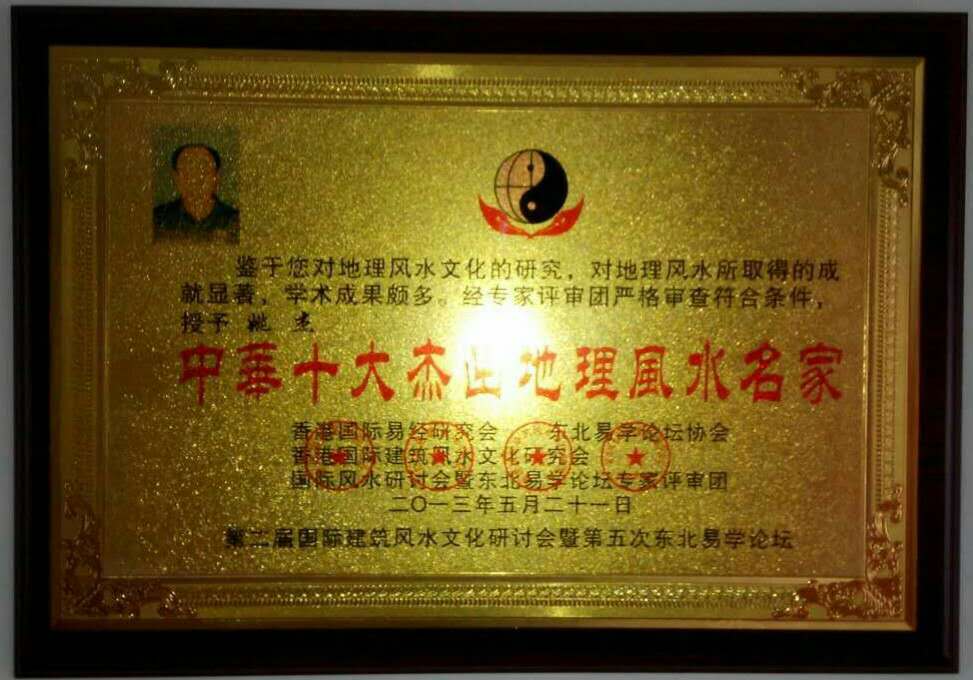 鉴于您对地理风水文化的研究，对地理风水所取得的成
就显著，学术成果颇多。经专家评审团严格审查符合条件，
授予 姚 杰
中華十大杰出地理風水名家
香港国际易经研究会 东北易学论坛协会
香港国际建筑风水文化研究会
国际风水研讨会暨东北易学论坛专家评审团
二〇一三年五月二十一日
第二届国际建筑风水文化研讨会暨第五次东北易学论坛